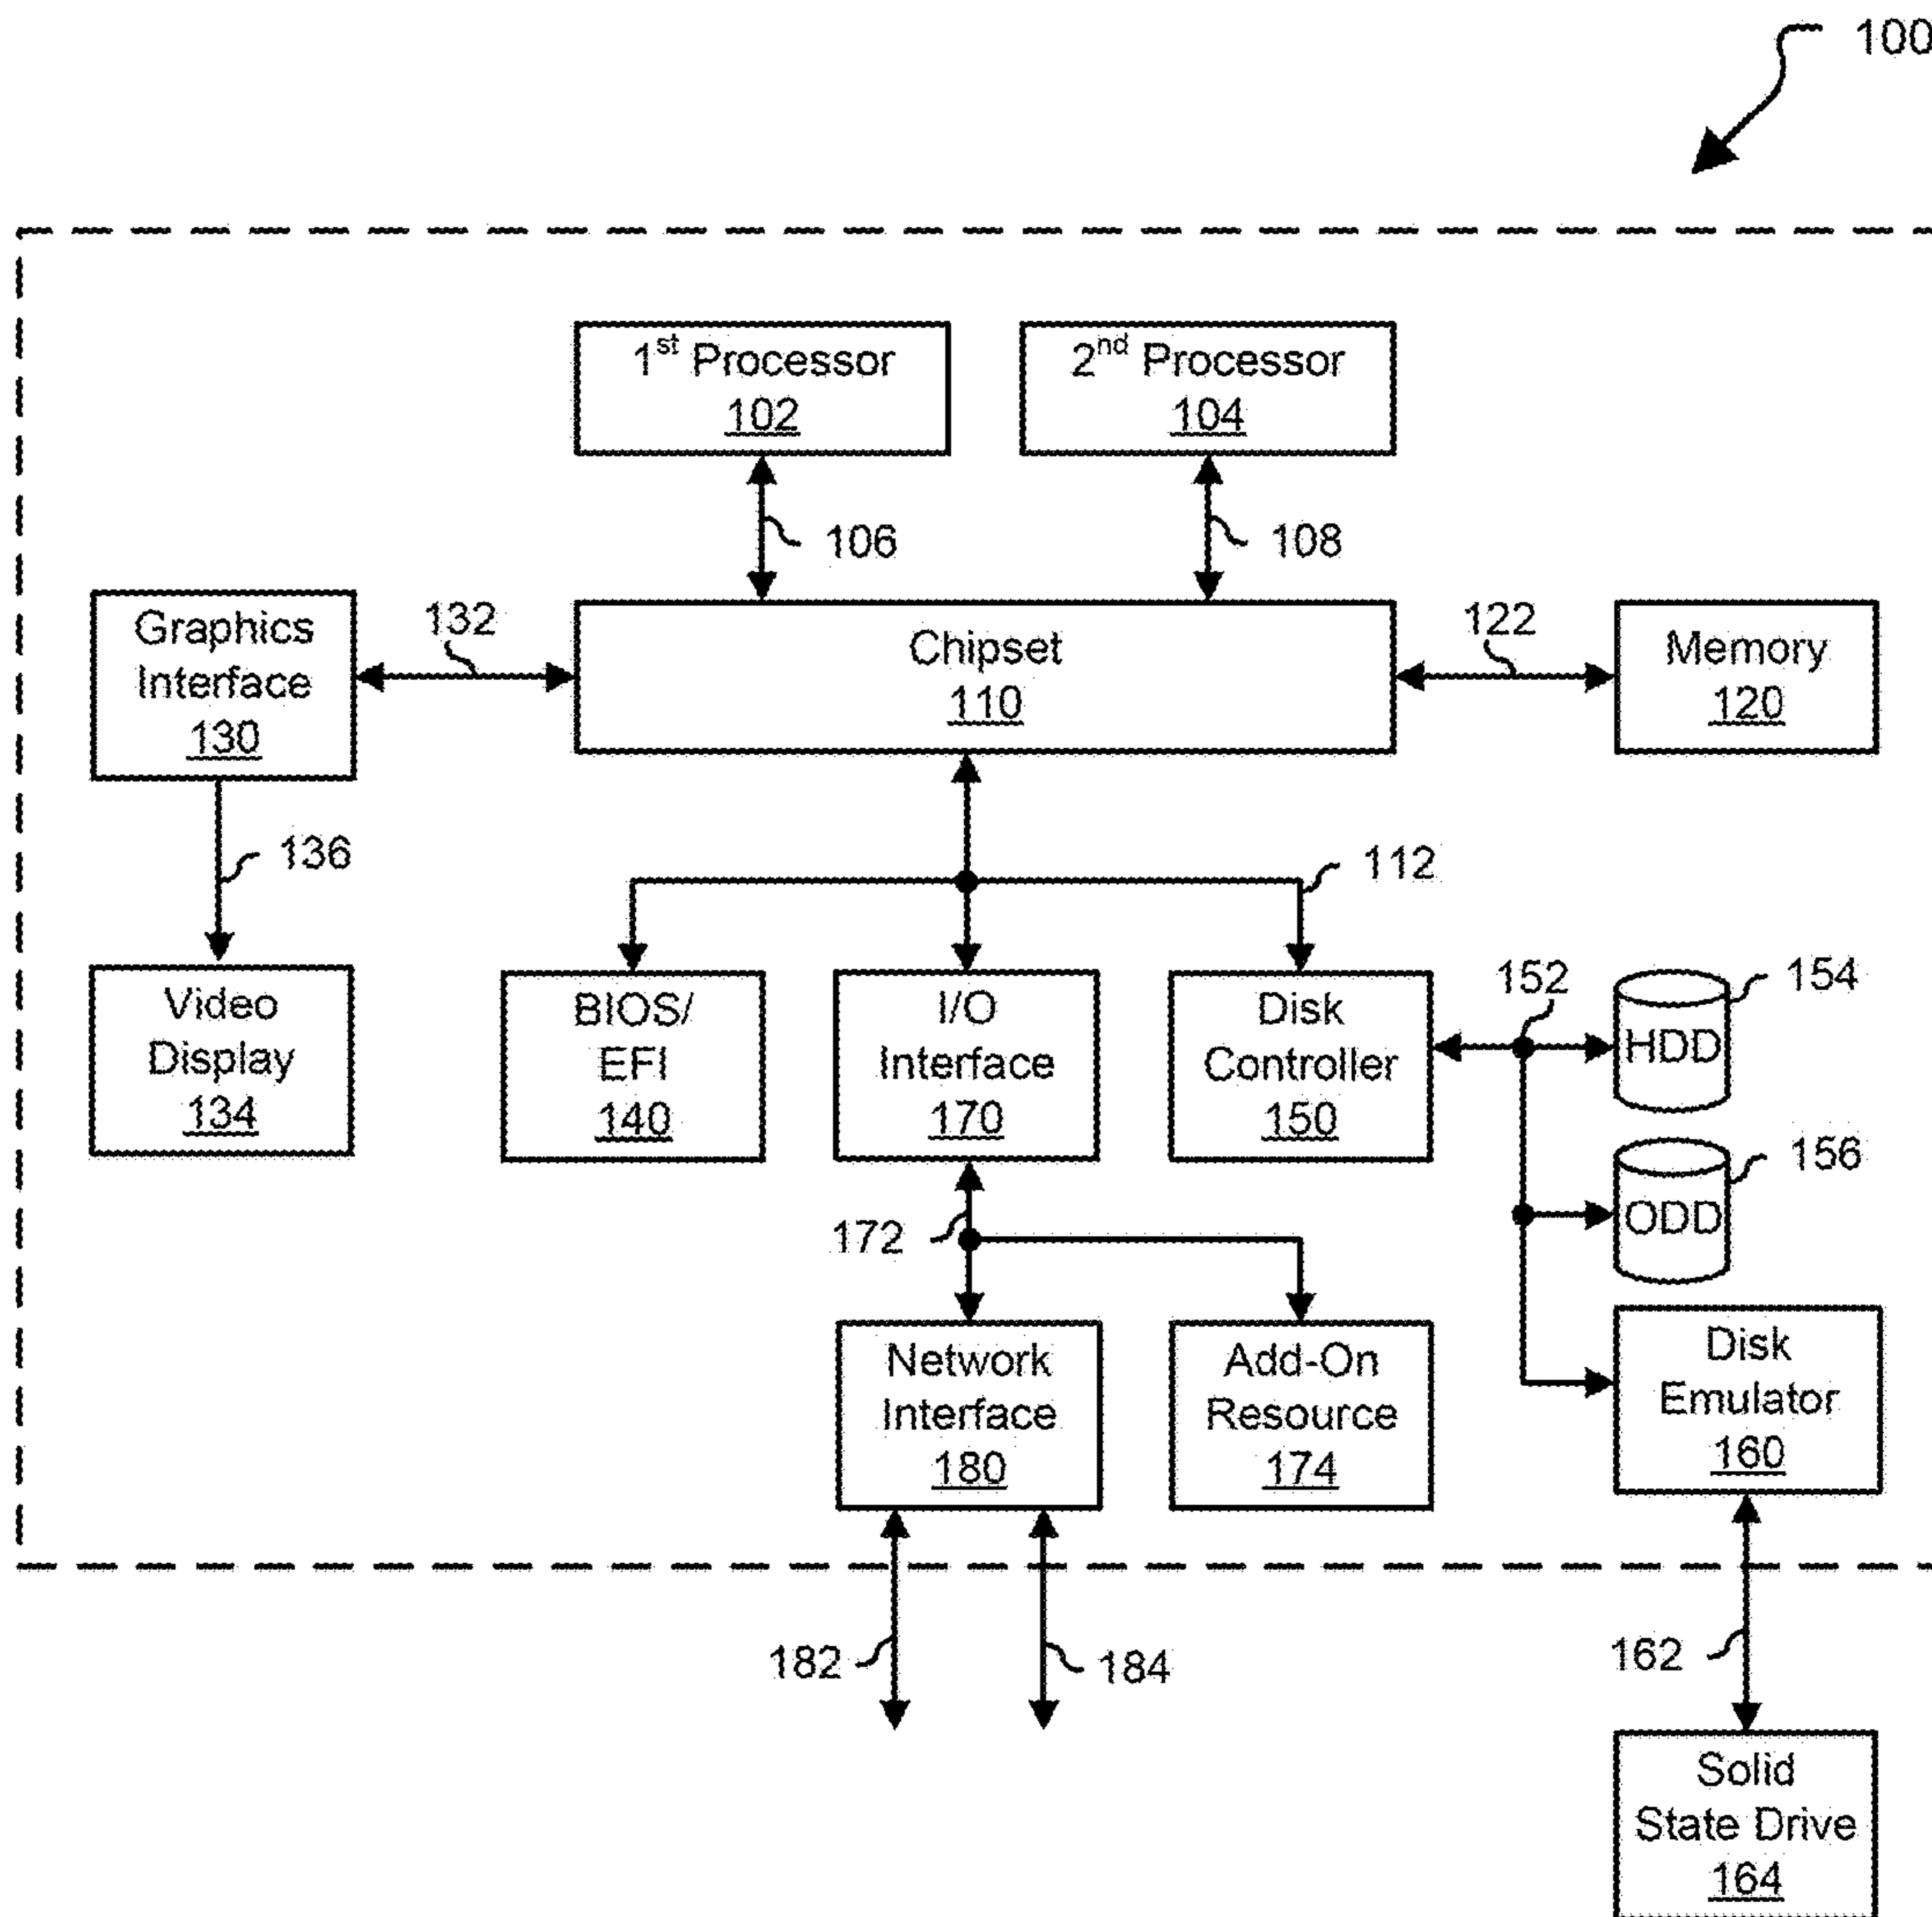 100
1st Processor
102
2nd Processor
104
106
108
Graphics
Interface
130
132
Chipset
110
122
Memory
120
136
112
Video
Display
134
BIOS/
EFI
140
I/O
Interface
170
Disk
Controller
150
152
HDD
154
ODD
156
172
Network
Interface
180
Add-On
Resource
174
Disk
Emulator
160
182
184
162
Solid
State Drive
164